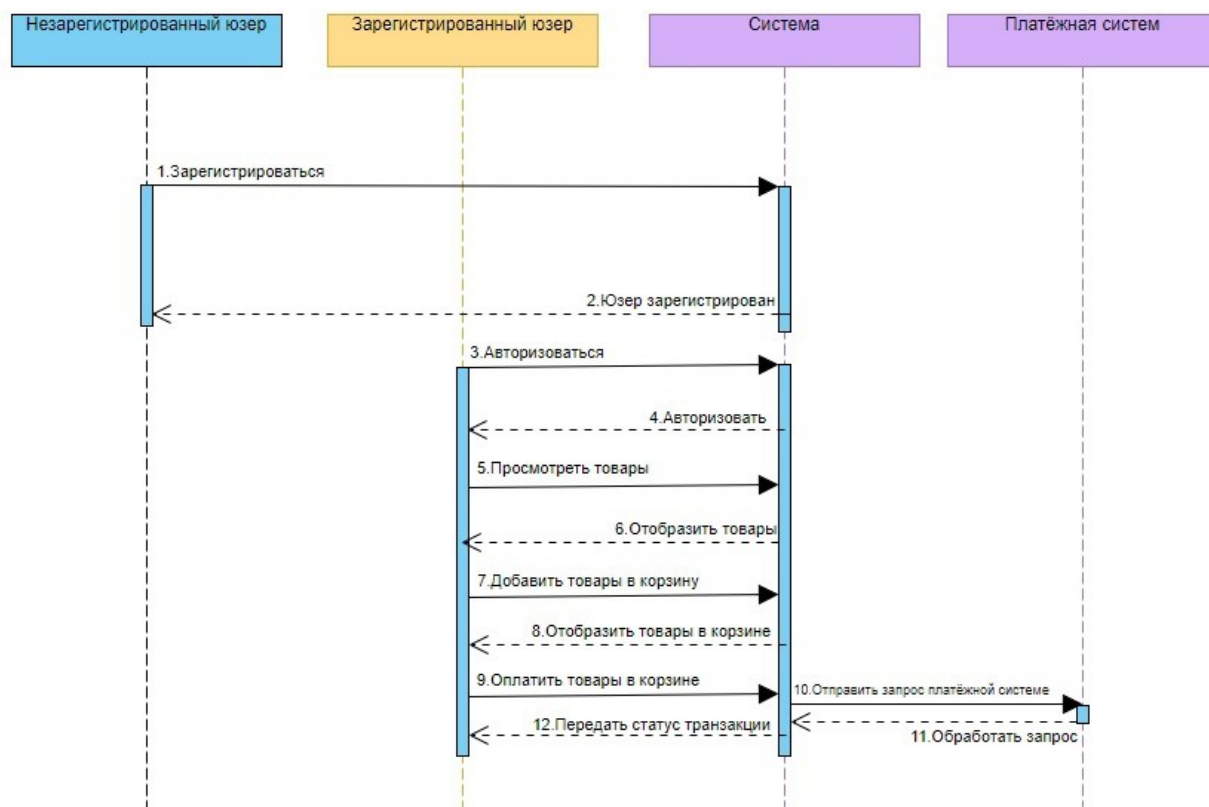 Незарегистрированный юзер
Зарегистрированный юзер
Система
Платёжная систем
1.Зарегистрироваться
2.Юзер зарегистрирован
3.Авторизоваться
4.Авторизовать
5.Просмотреть товары
6.Отобразить товары
7.Добавить товары в корзину
8.Отобразить товары в корзине
9.Оплатить товары в корзине
10.Отправить запрос платёжной системе
12.Передать статус транзакции
11.Обработать запрос